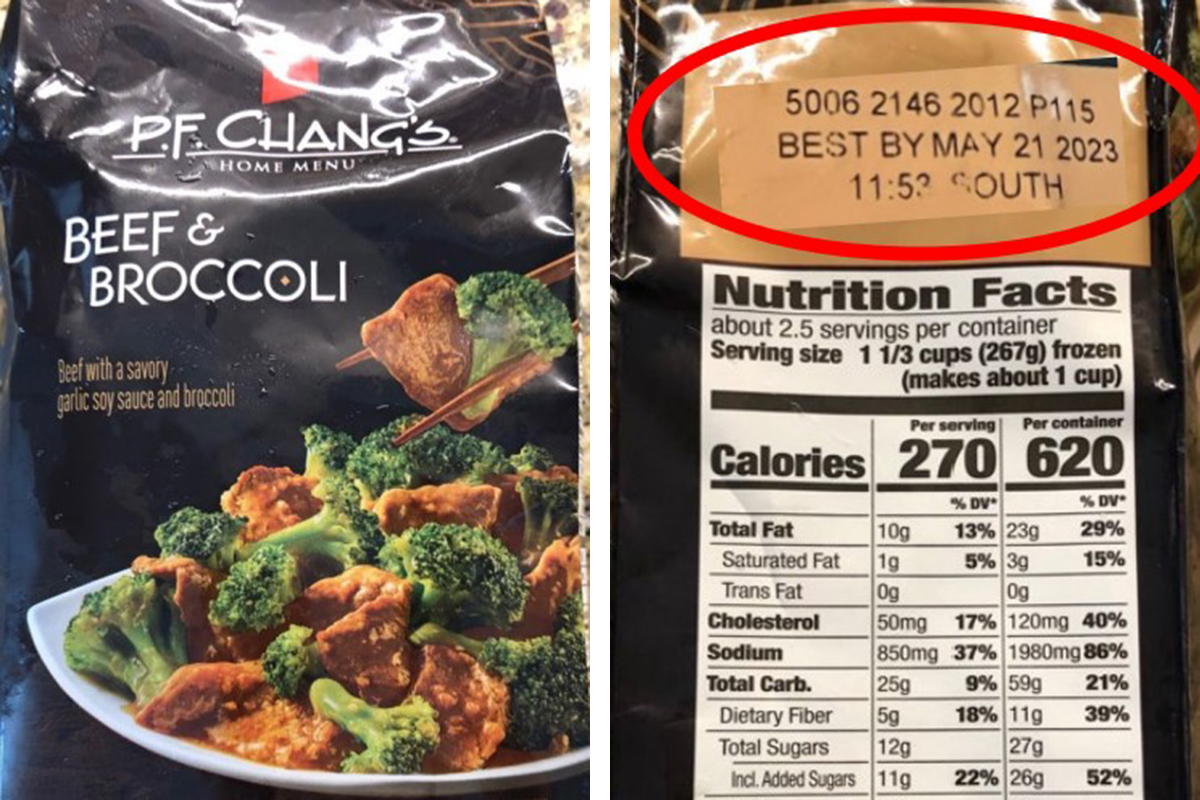 P.F. CHANG'S.
HOME MENU
BEEF &
BROCCOLI
Beef with a savory
garlic soy sauce and broccoli
5006 2146 2012 P115
BEST BY MAY 21 2023
SOUTH
Nutrition Facts
about 2.5 servings per container
Serving size 1 1/3 cups (267g) frozen
(makes about 1 cup)
Per serving Per container
Calories 270 620
% DV* % DV*
Total Fat 10g 13% 23g 29%
Saturated Fat 1g 5% 3g 15%
Trans Fat 0g 0g
Cholesterol 50mg 17% 120mg 40%
Sodium 850mg 37% 1980mg 86%
Total Carb. 25g 9% 59g 21%
Dietary Fiber 5g 18% 11g 39%
Total Sugars 12g 27g
Incl. Added Sugars 11g 22% 26g 52%